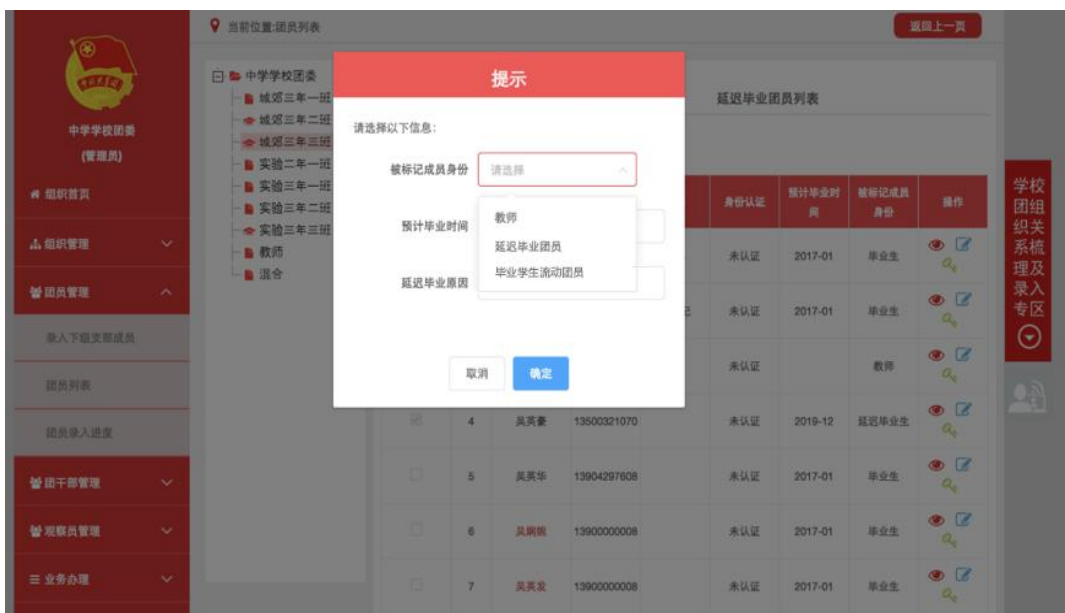 当前位置:团员列表
返回上一页
中学学校团委
(管理员)
组织首页
组织管理
团员管理
录入下级支部成员
团员列表
团员录入进度
团干部管理
观察员管理
业务办理
中学学校团委
城郊三年一班
城郊三年二班
城郊三年三班
实验二年一班
实验三年一班
实验三年二班
实验三年三班
教师
混合
提示
请选择以下信息:
被标记成员身份
请选择
教师
延迟毕业团员
毕业学生流动团员
预计毕业时间
延迟毕业原因
取消
确定
延迟毕业团员列表
身份认证 预计毕业时间 被标记成员身份 操作
未认证 2017-01 毕业生
未认证 2017-01 毕业生
未认证 教师
4 吴英豪 13500321070 未认证 2019-12 延迟毕业生
5 吴英华 13904297608 未认证 2017-01 毕业生
6 13900000008 未认证 2017-01 毕业生
7 吴英发 13900000008 未认证 2017-01 毕业生
学校团组织关系梳理及录入专区